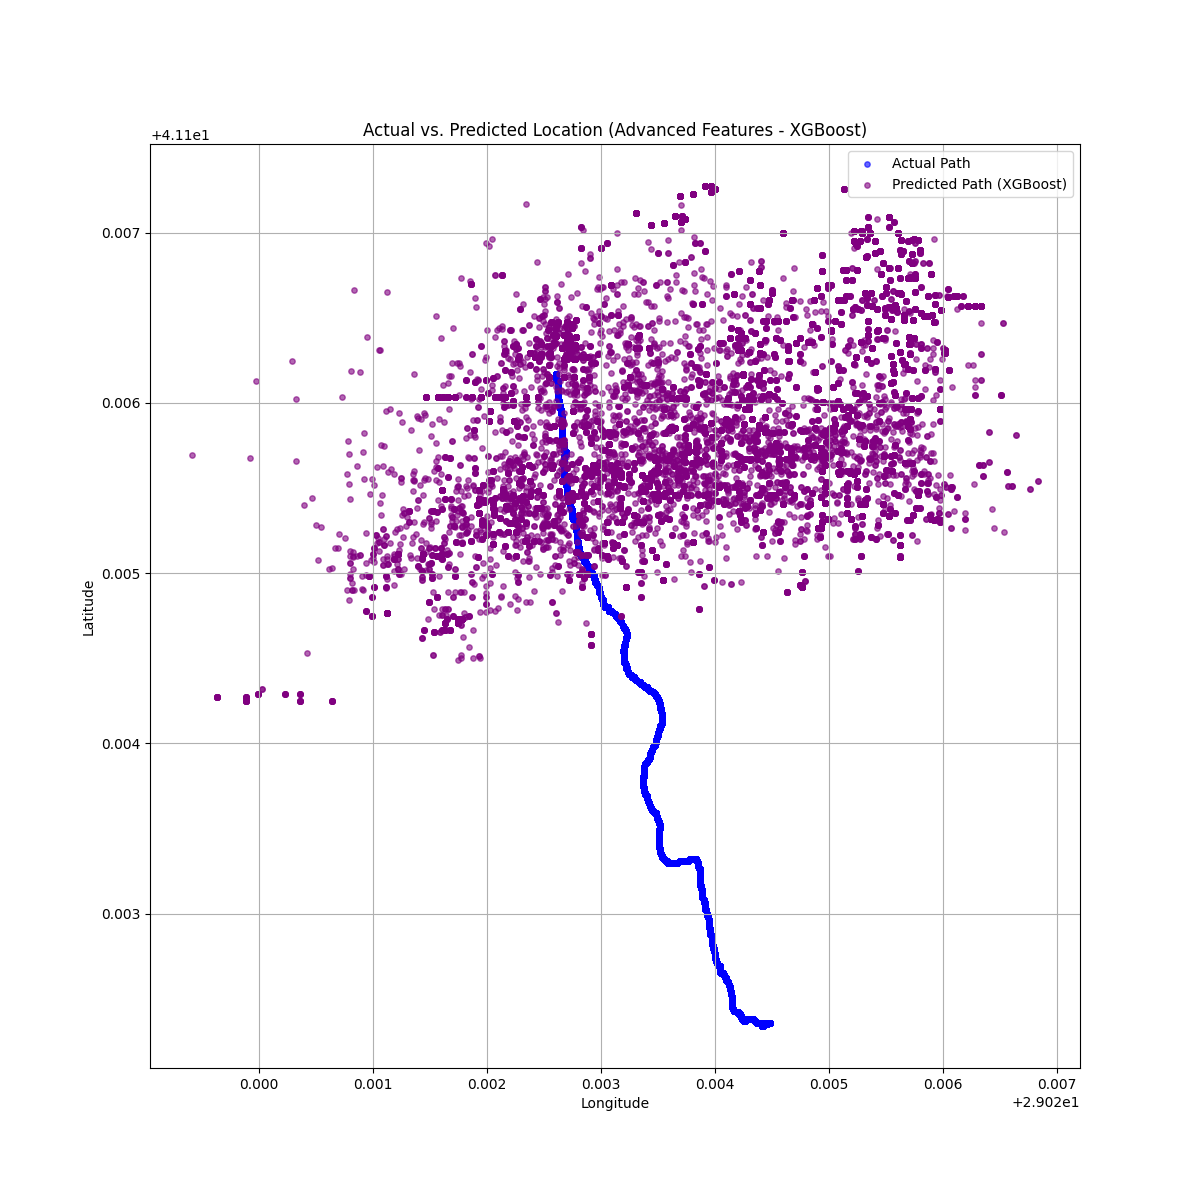 Actual vs. Predicted Location (Advanced Features - XGBoost)
+4.11e1
Actual Path
Predicted Path (XGBoost)
0.007
0.006
0.005
0.004
0.003
Latitude
0.000 0.001 0.002 0.003 0.004 0.005 0.006 0.007
Longitude
+2.902e1